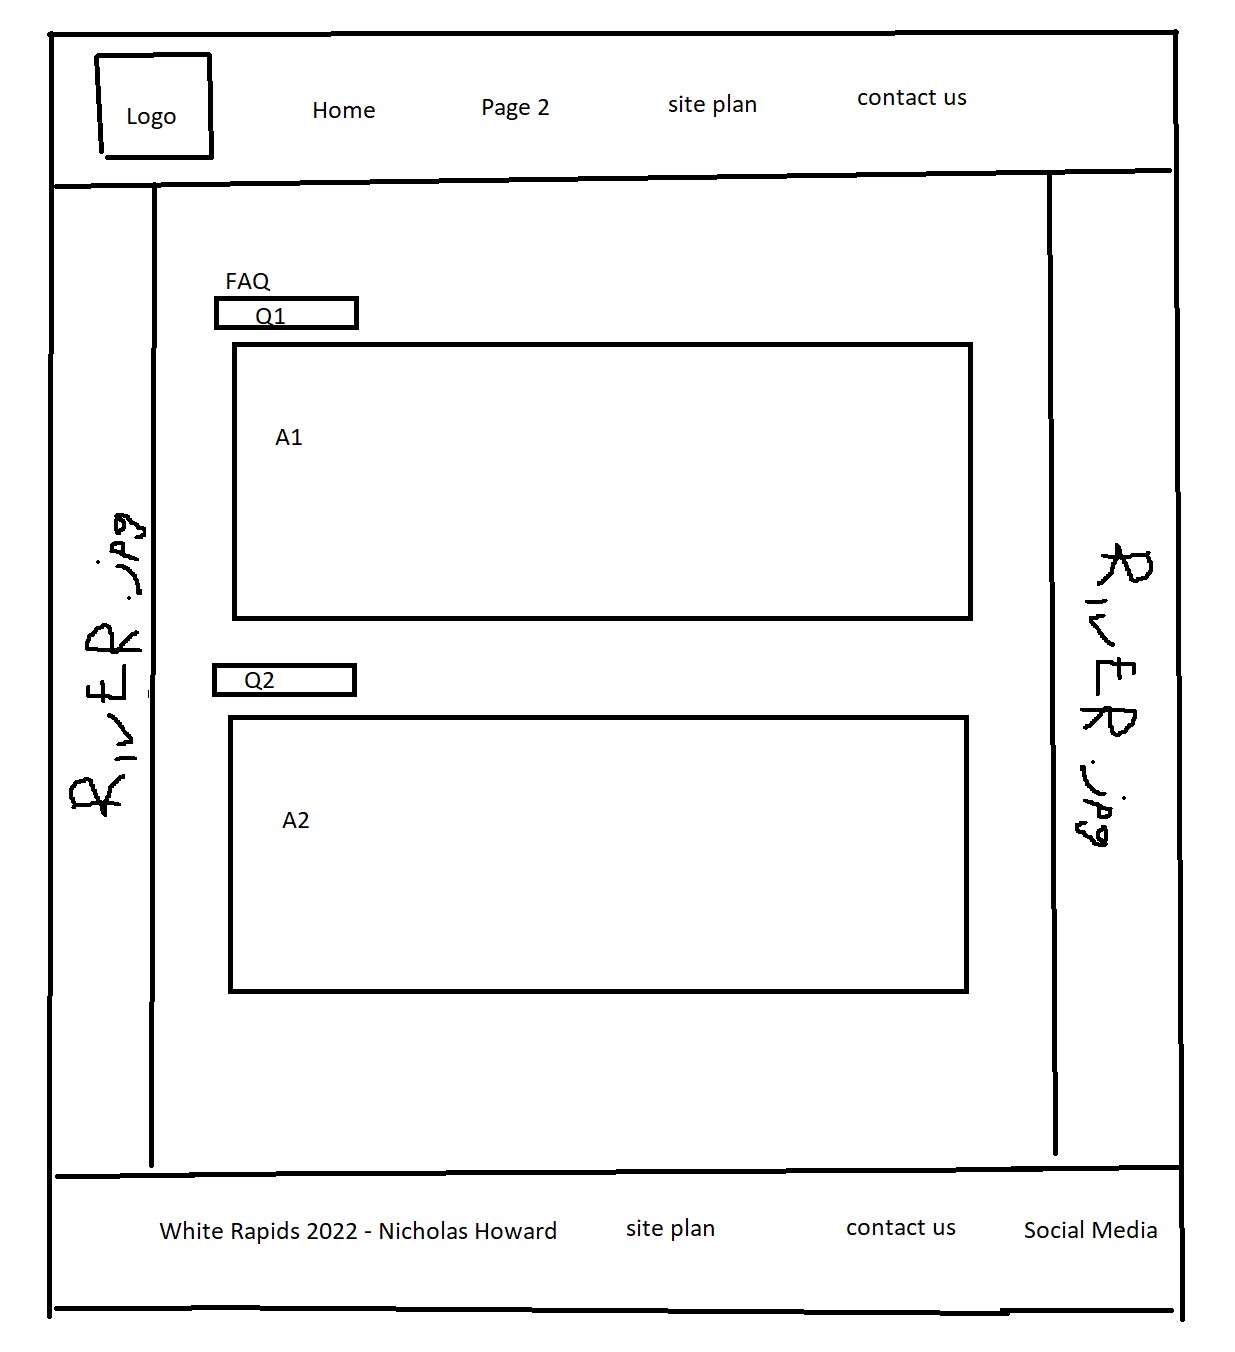 Logo
Home
Page 2
site plan
contact us
FAQ
Q1
A1
RivER.jpg
RivER.jpg
Q2
A2
White Rapids 2022 - Nicholas Howard
site plan
contact us
Social Media